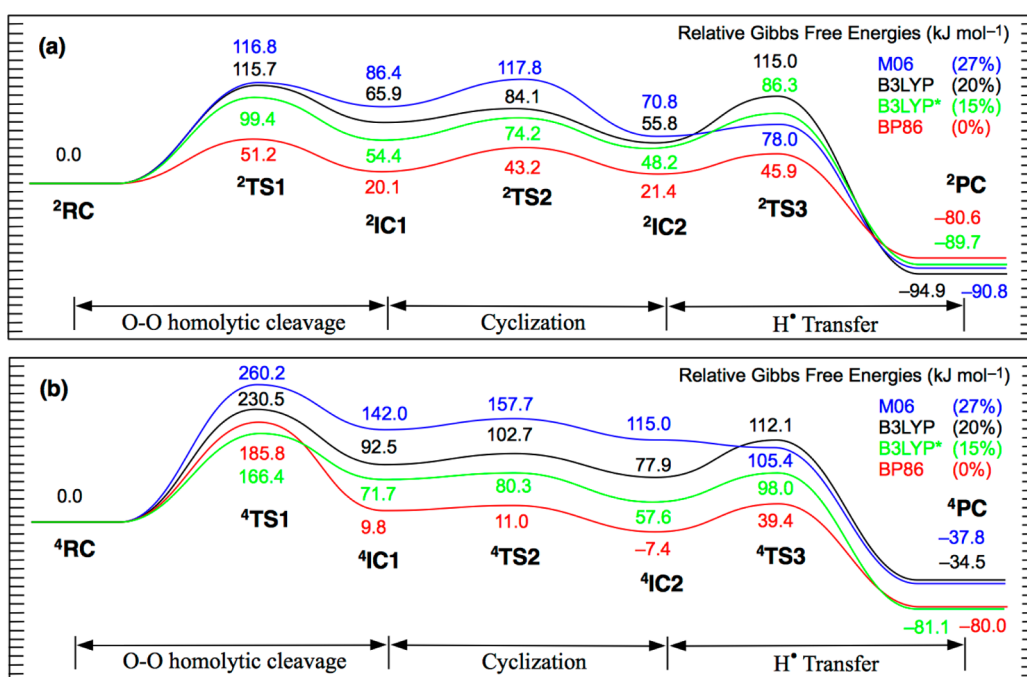 (a)
Relative Gibbs Free Energies (kJ mol⁻¹)
116.8
115.7
99.4
51.2
86.4
65.9
54.4
20.1
117.8
84.1
74.2
43.2
70.8
55.8
48.2
21.4
115.0
86.3
78.0
45.9
M06 (27%)
B3LYP (20%)
B3LYP* (15%)
BP86 (0%)
0.0
²RC
²TS1
²IC1
²TS2
²IC2
²TS3
²PC
–80.6
–89.7
–94.9 –90.8
O-O homolytic cleavage
Cyclization
H• Transfer
(b)
Relative Gibbs Free Energies (kJ mol⁻¹)
260.2
230.5
185.8
166.4
142.0
92.5
71.7
9.8
157.7
102.7
80.3
11.0
115.0
77.9
57.6
–7.4
112.1
105.4
98.0
39.4
M06 (27%)
B3LYP (20%)
B3LYP* (15%)
BP86 (0%)
0.0
⁴RC
⁴TS1
⁴IC1
⁴TS2
⁴IC2
⁴TS3
⁴PC
–37.8
–34.5
–81.1 –80.0
O-O homolytic cleavage
Cyclization
H• Transfer